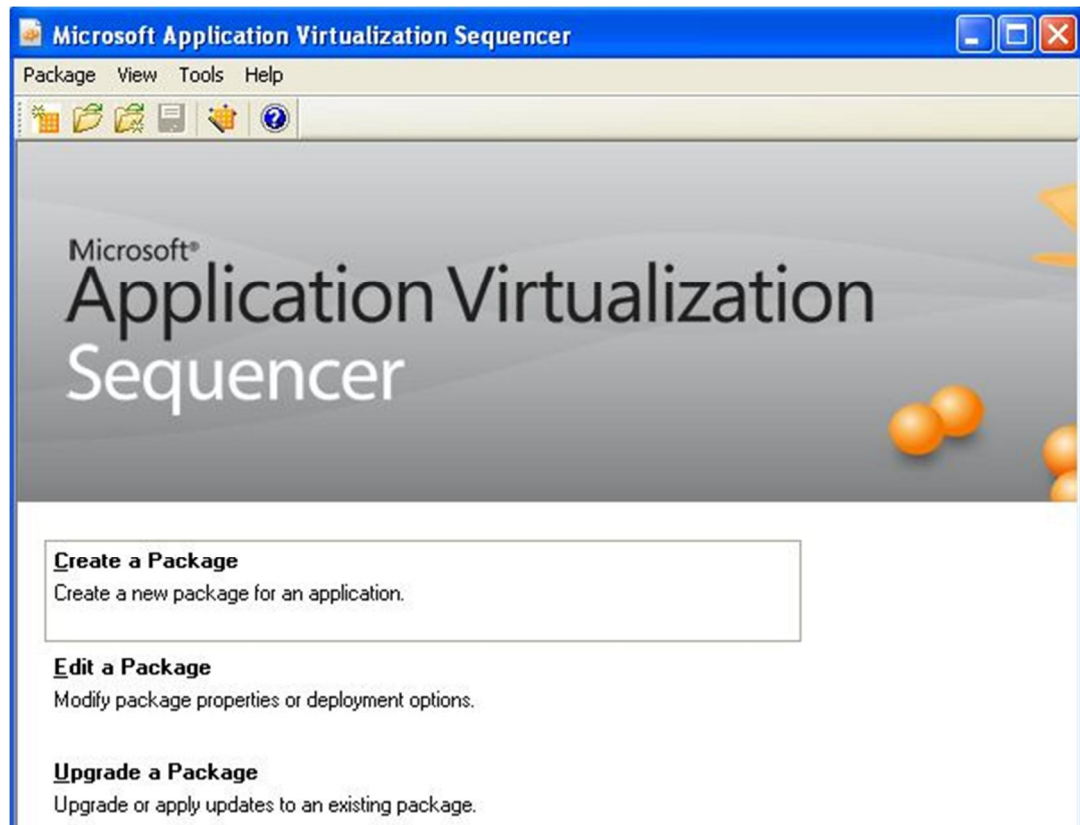 Microsoft Application Virtualization Sequencer
Package View Tools Help
Microsoft®
Application Virtualization
Sequencer
Create a Package
Create a new package for an application.
Edit a Package
Modify package properties or deployment options.
Upgrade a Package
Upgrade or apply updates to an existing package.